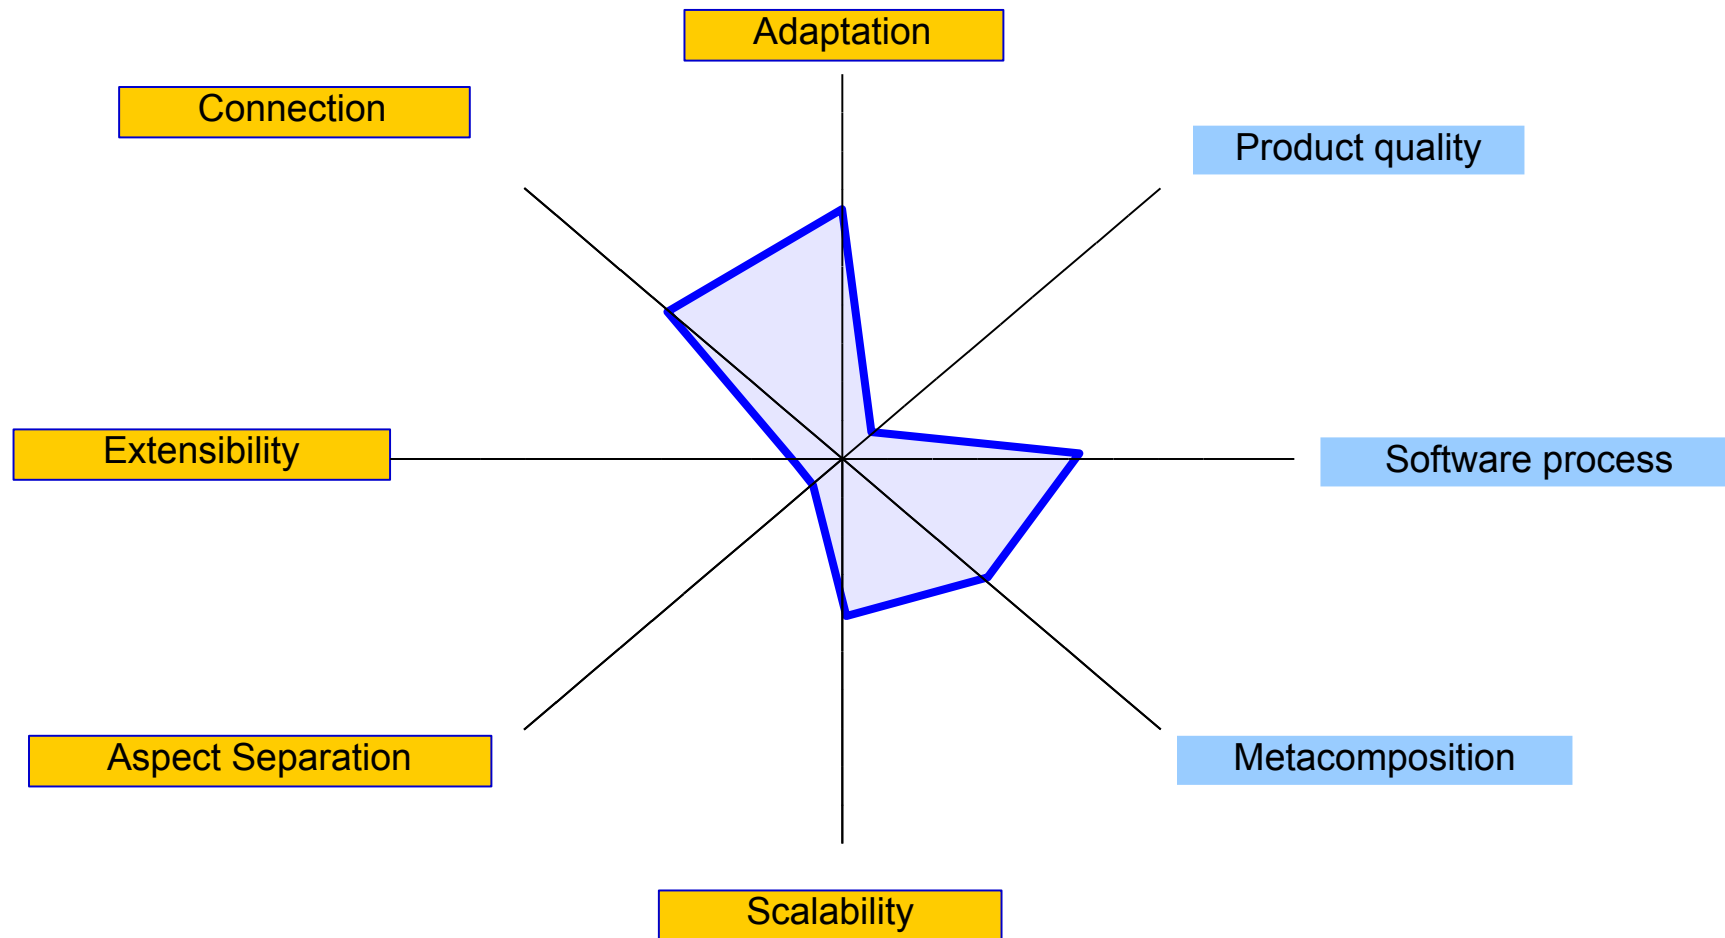 Adaptation
Connection
Product quality
Extensibility
Software process
Aspect Separation
Metacomposition
Scalability